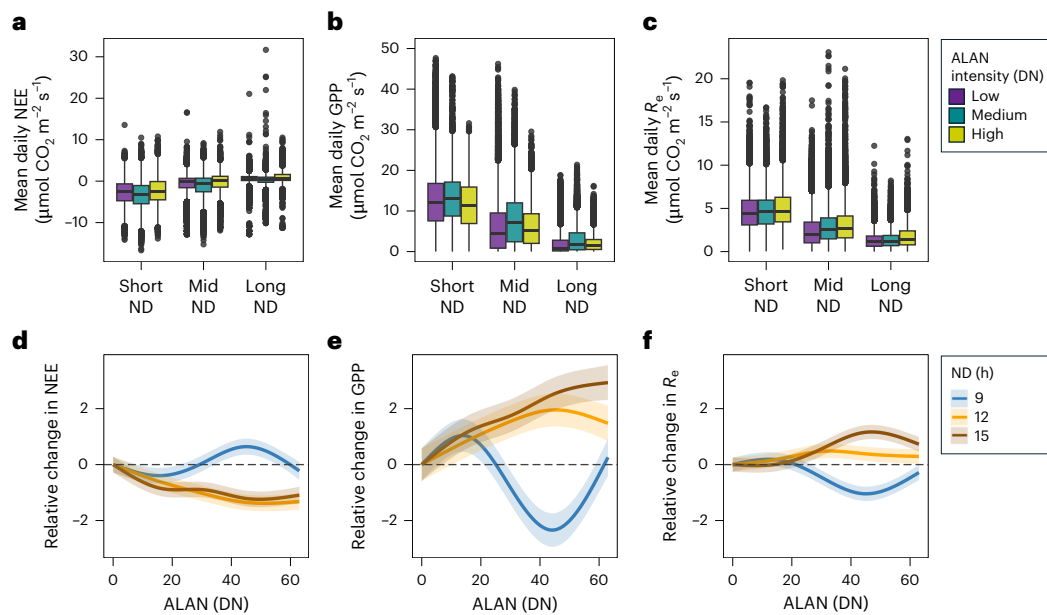 a
Mean daily NEE
(µmol CO₂ m⁻² s⁻¹)
30
20
10
0
−10
Short
ND
Mid
ND
Long
ND
b
Mean daily GPP
(µmol CO₂ m⁻² s⁻¹)
50
40
30
20
10
0
Short
ND
Mid
ND
Long
ND
c
Mean daily Rₑ
(µmol CO₂ m⁻² s⁻¹)
20
15
10
5
0
Short
ND
Mid
ND
Long
ND
ALAN
intensity (DN)
Low
Medium
High
d
Relative change in NEE
2
0
−2
0 20 40 60
ALAN (DN)
e
Relative change in GPP
2
0
−2
0 20 40 60
ALAN (DN)
f
Relative change in Rₑ
2
0
−2
0 20 40 60
ALAN (DN)
ND (h)
9
12
15